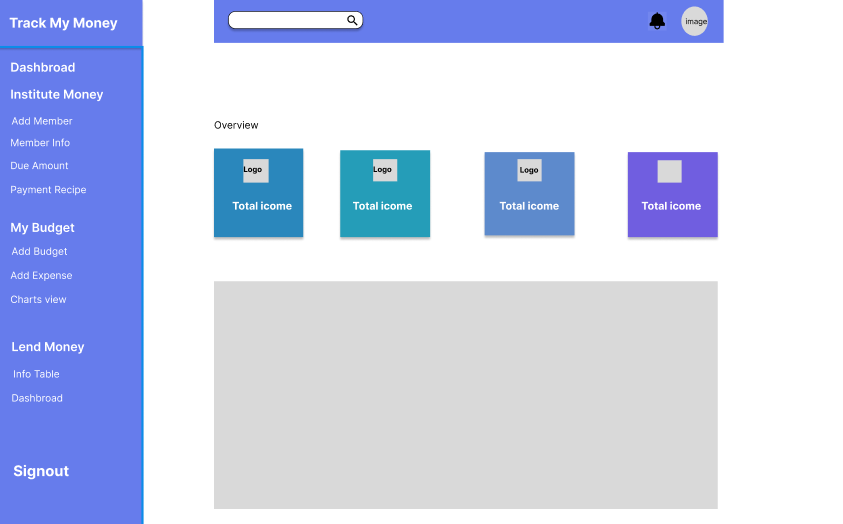 Track My Money
Dashbroad
Institute Money
Add Member
Member Info
Due Amount
Payment Recipe
My Budget
Add Budget
Add Expense
Charts view
Lend Money
Info Table
Dashbroad
Signout
image
Overview
Logo
Total icome
Logo
Total icome
Logo
Total icome
Total icome